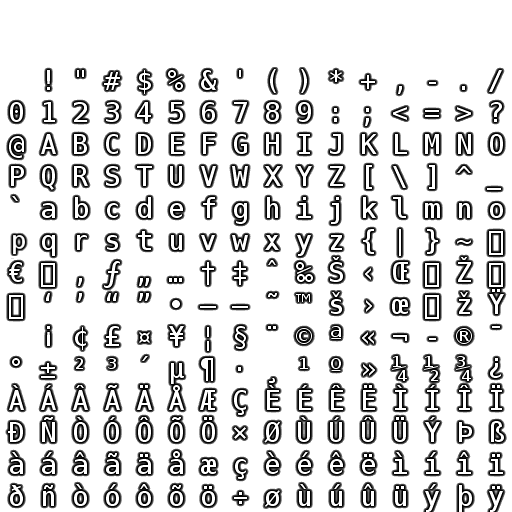 ! " # $ % & ' ( ) * + , - . /
0 1 2 3 4 5 6 7 8 9 : ; < = > ?
@ A B C D E F G H I J K L M N O
P Q R S T U V W X Y Z [ \ ] ^ _
` a b c d e f g h i j k l m n o
p q r s t u v w x y z { | } ~ ▯
€ ▯ ‚ ƒ „ … † ‡ ˆ ‰ Š ‹ Œ ▯ Ž ▯
▯ ‘ ’ “ ” • – — ˜ ™ š › œ ▯ ž Ÿ
¡ ¢ £ ¤ ¥ ¦ § ¨ © ª « ¬ - ® ¯
° ± ² ³ ´ µ ¶ · ¸ ¹ º » ¼ ½ ¾ ¿
À Á Â Ã Ä Å Æ Ç È É Ê Ë Ì Í Î Ï
Ð Ñ Ò Ó Ô Õ Ö × Ø Ù Ú Û Ü Ý Þ ß
à á â ã ä å æ ç è é ê ë ì í î ï
ð ñ ò ó ô õ ö ÷ ø ù ú û ü ý þ ÿ